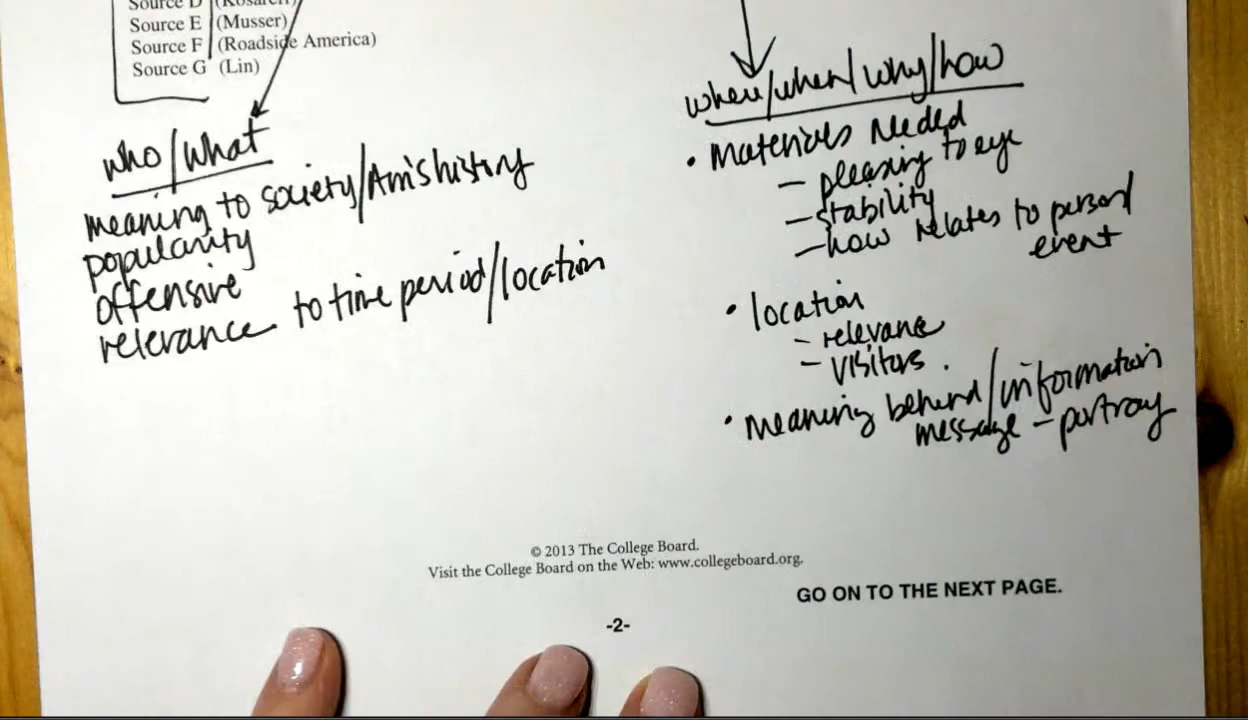 Source D (Kosareff)
Source E (Musser)
Source F (Roadside America)
Source G (Lin)
who/what
meaning to society/Amishistory
popularity
offensive
relevance to time period/location
where/when/why/how
• materials needed
– pleasing to eye
– stability
– how relates to person/
event
• location
– relevance
– visitors
• meaning behind/information
message – portray
© 2013 The College Board.
Visit the College Board on the Web: www.collegeboard.org.
GO ON TO THE NEXT PAGE.
-2-